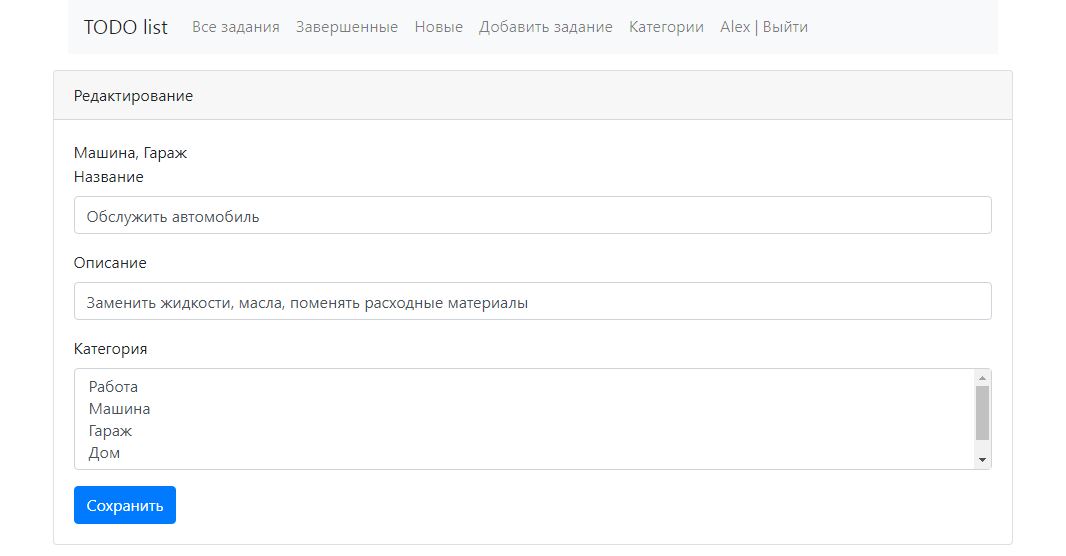 TODO list Все задания Завершенные Новые Добавить задание Категории Alex | Выйти
Редактирование
Машина, Гараж
Название
Обслужить автомобиль
Описание
Заменить жидкости, масла, поменять расходные материалы
Категория
Работа
Машина
Гараж
Дом
Сохранить